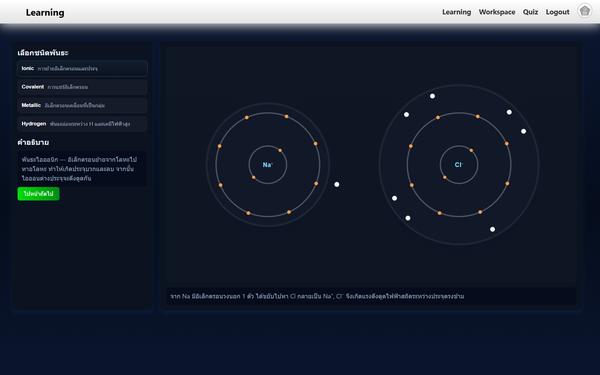 Learning
Learning Workspace Quiz Logout
เลือกชนิดพันธะ
Ionic การย้ายอิเล็กตรอนและประจุ
Covalent การแชร์อิเล็กตรอน
Metallic อิเล็กตรอนเคลื่อนที่เป็นกลุ่ม
Hydrogen พันธะอ่อนระหว่าง H และเคมีไฟฟ้าสูง
คำอธิบาย
พันธะไอออนิก — อิเล็กตรอนย้ายจากโลหะไป
หาอโลหะ ทำให้เกิดประจุบวกและลบ จากนั้น
ไอออนต่างประจุจะดึงดูดกัน
ไปหน้าถัดไป
Na⁺
Cl⁻
จาก Na มีอิเล็กตรอนวงนอก 1 ตัว ได้ขยับไปหา Cl กลายเป็น Na⁺, Cl⁻ จึงเกิดแรงดึงดูดไฟฟ้าสถิตระหว่างประจุตรงข้าม